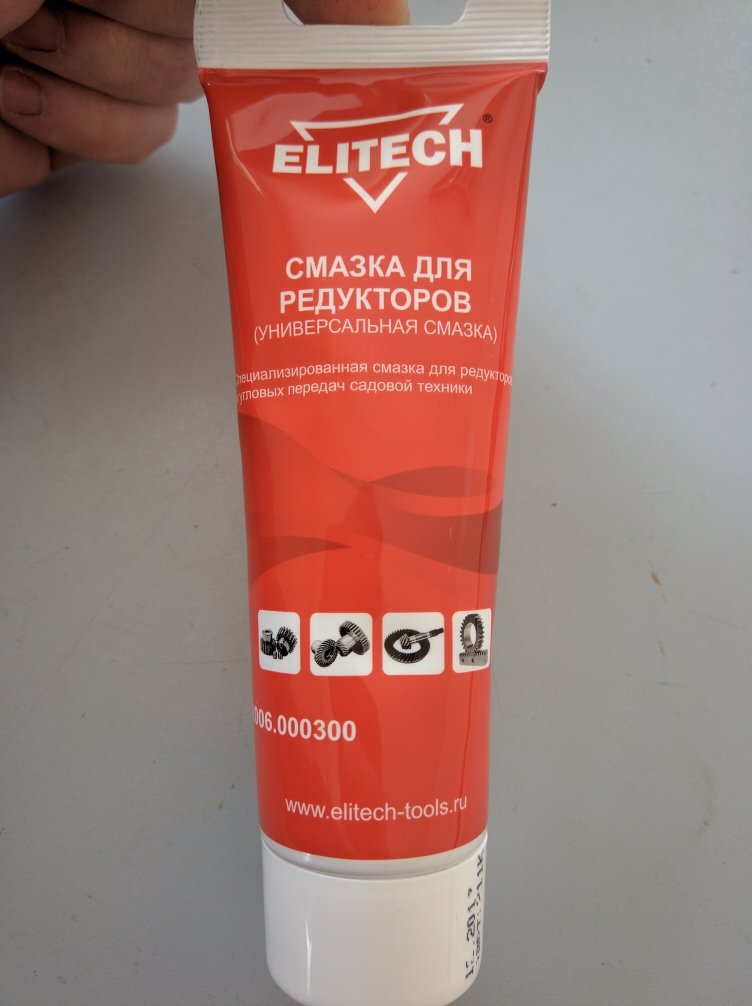 ELITECH
®
СМАЗКА ДЛЯ
РЕДУКТОРОВ
(УНИВЕРСАЛЬНАЯ СМАЗКА)
специализированная смазка для редукторо
угловых передач садовой техники
006.000300
www.elitech-tools.ru